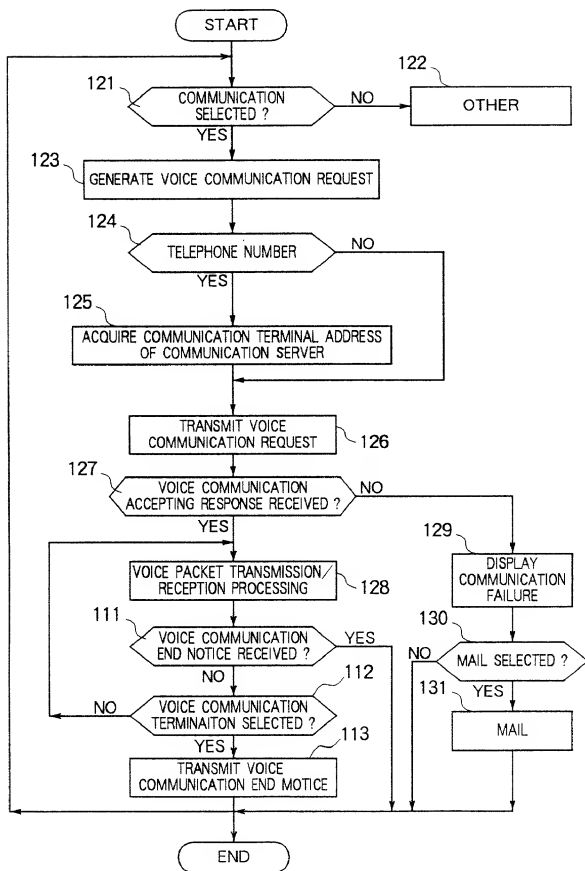 START
121
COMMUNICATION
SELECTED ?
NO
122
OTHER
YES
123
GENERATE VOICE COMMUNICATION REQUEST
124
TELEPHONE NUMBER
NO
YES
125
ACQUIRE COMMUNICATION TERMINAL ADDRESS
OF COMMUNICATION SERVER
TRANSMIT VOICE
COMMUNICATION REQUEST
126
127
VOICE COMMUNICATION
ACCEPTING RESPONSE RECEIVED ?
NO
YES
VOICE PACKET TRANSMISSION/
RECEPTION PROCESSING
128
129
DISPLAY
COMMUNICATION
FAILURE
111
VOICE COMMUNICATION
END NOTICE RECEIVED ?
YES
NO
130
NO
MAIL SELECTED ?
YES
112
NO
VOICE COMMUNICATION
TERMINAITON SELECTED ?
YES
131
MAIL
113
TRANSMIT VOICE
COMMUNICATION END MOTICE
END